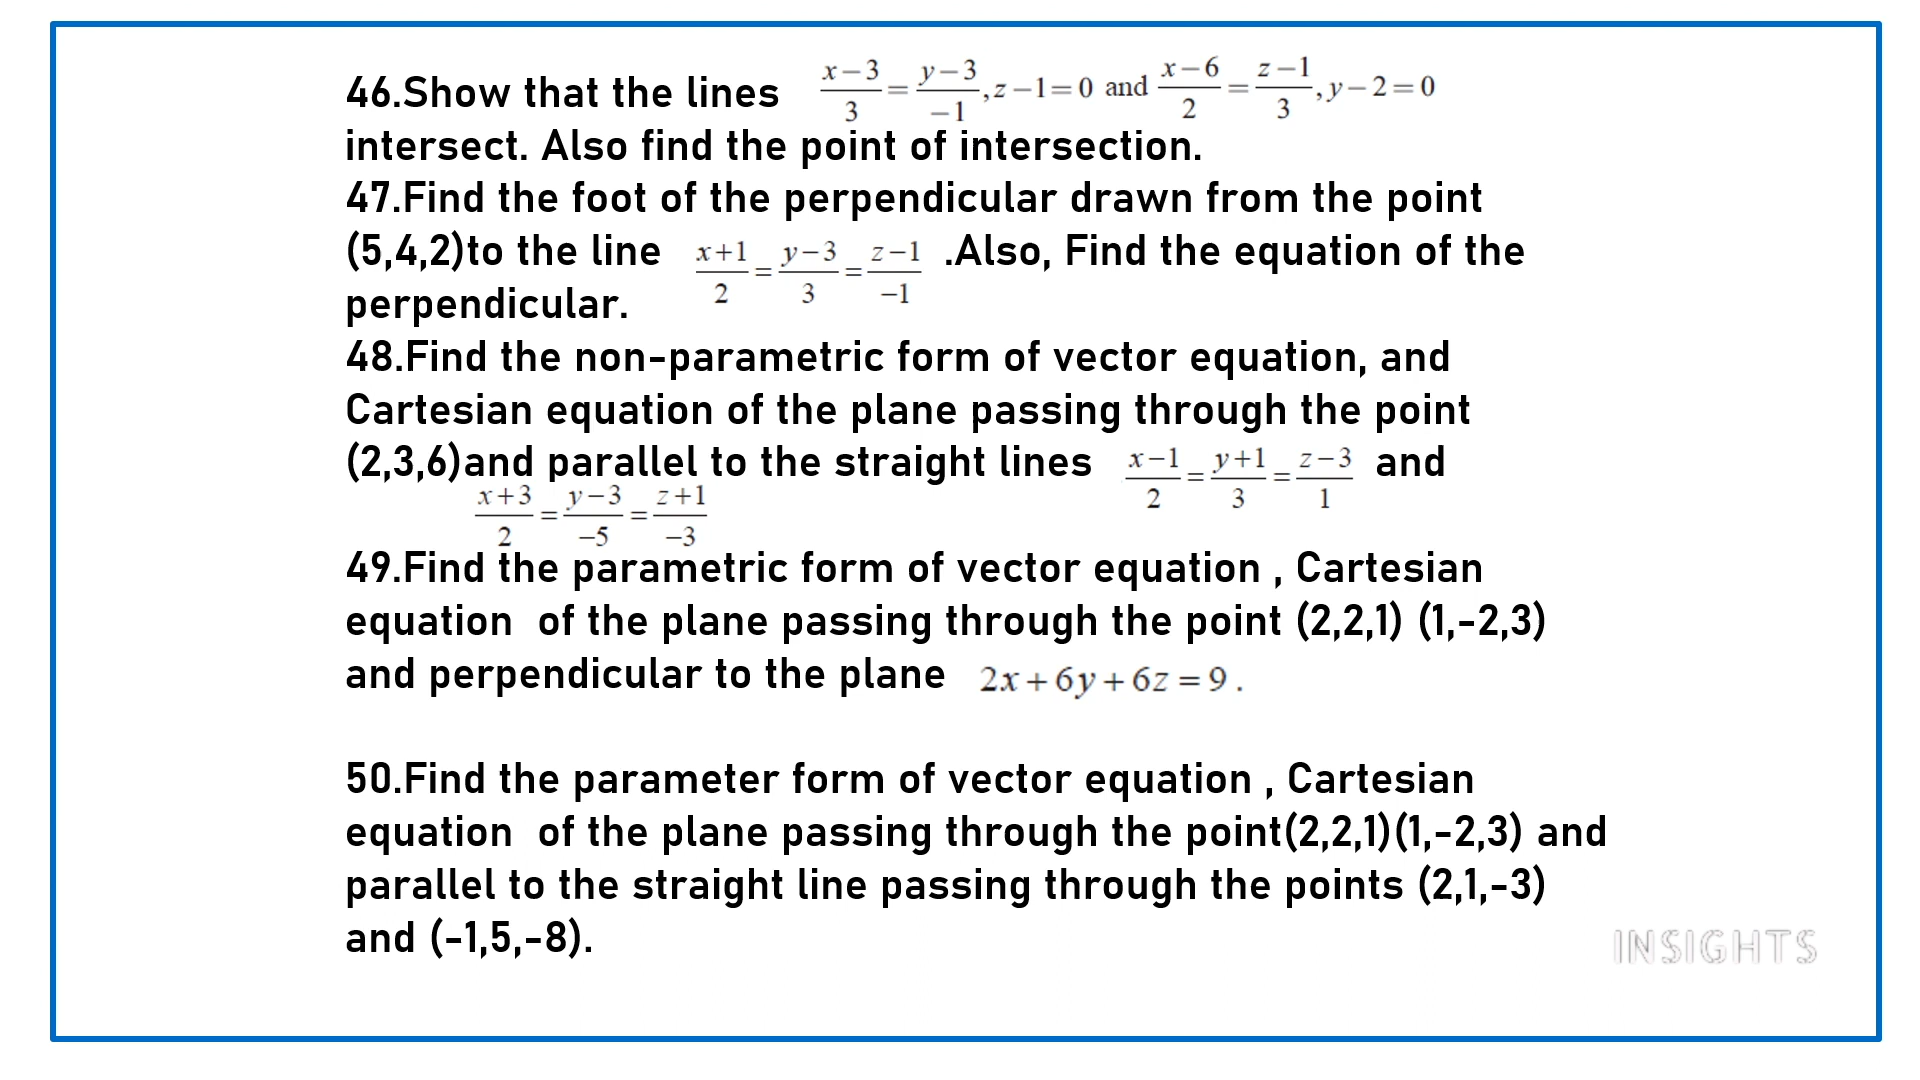 46.Show that the lines (x−3)/3 = (y−3)/−1, z−1=0 and (x−6)/2 = (z−1)/3, y−2=0
intersect. Also find the point of intersection.
47.Find the foot of the perpendicular drawn from the point
(5,4,2)to the line (x+1)/2 = (y−3)/3 = (z−1)/−1 .Also, Find the equation of the
perpendicular.
48.Find the non-parametric form of vector equation, and
Cartesian equation of the plane passing through the point
(2,3,6)and parallel to the straight lines (x−1)/2 = (y+1)/3 = (z−3)/1 and
(x+3)/2 = (y−3)/−5 = (z+1)/−3
49.Find the parametric form of vector equation , Cartesian
equation of the plane passing through the point (2,2,1) (1,-2,3)
and perpendicular to the plane 2x+6y+6z=9.
50.Find the parameter form of vector equation , Cartesian
equation of the plane passing through the point(2,2,1)(1,-2,3) and
parallel to the straight line passing through the points (2,1,-3)
and (-1,5,-8).
INSIGHTS